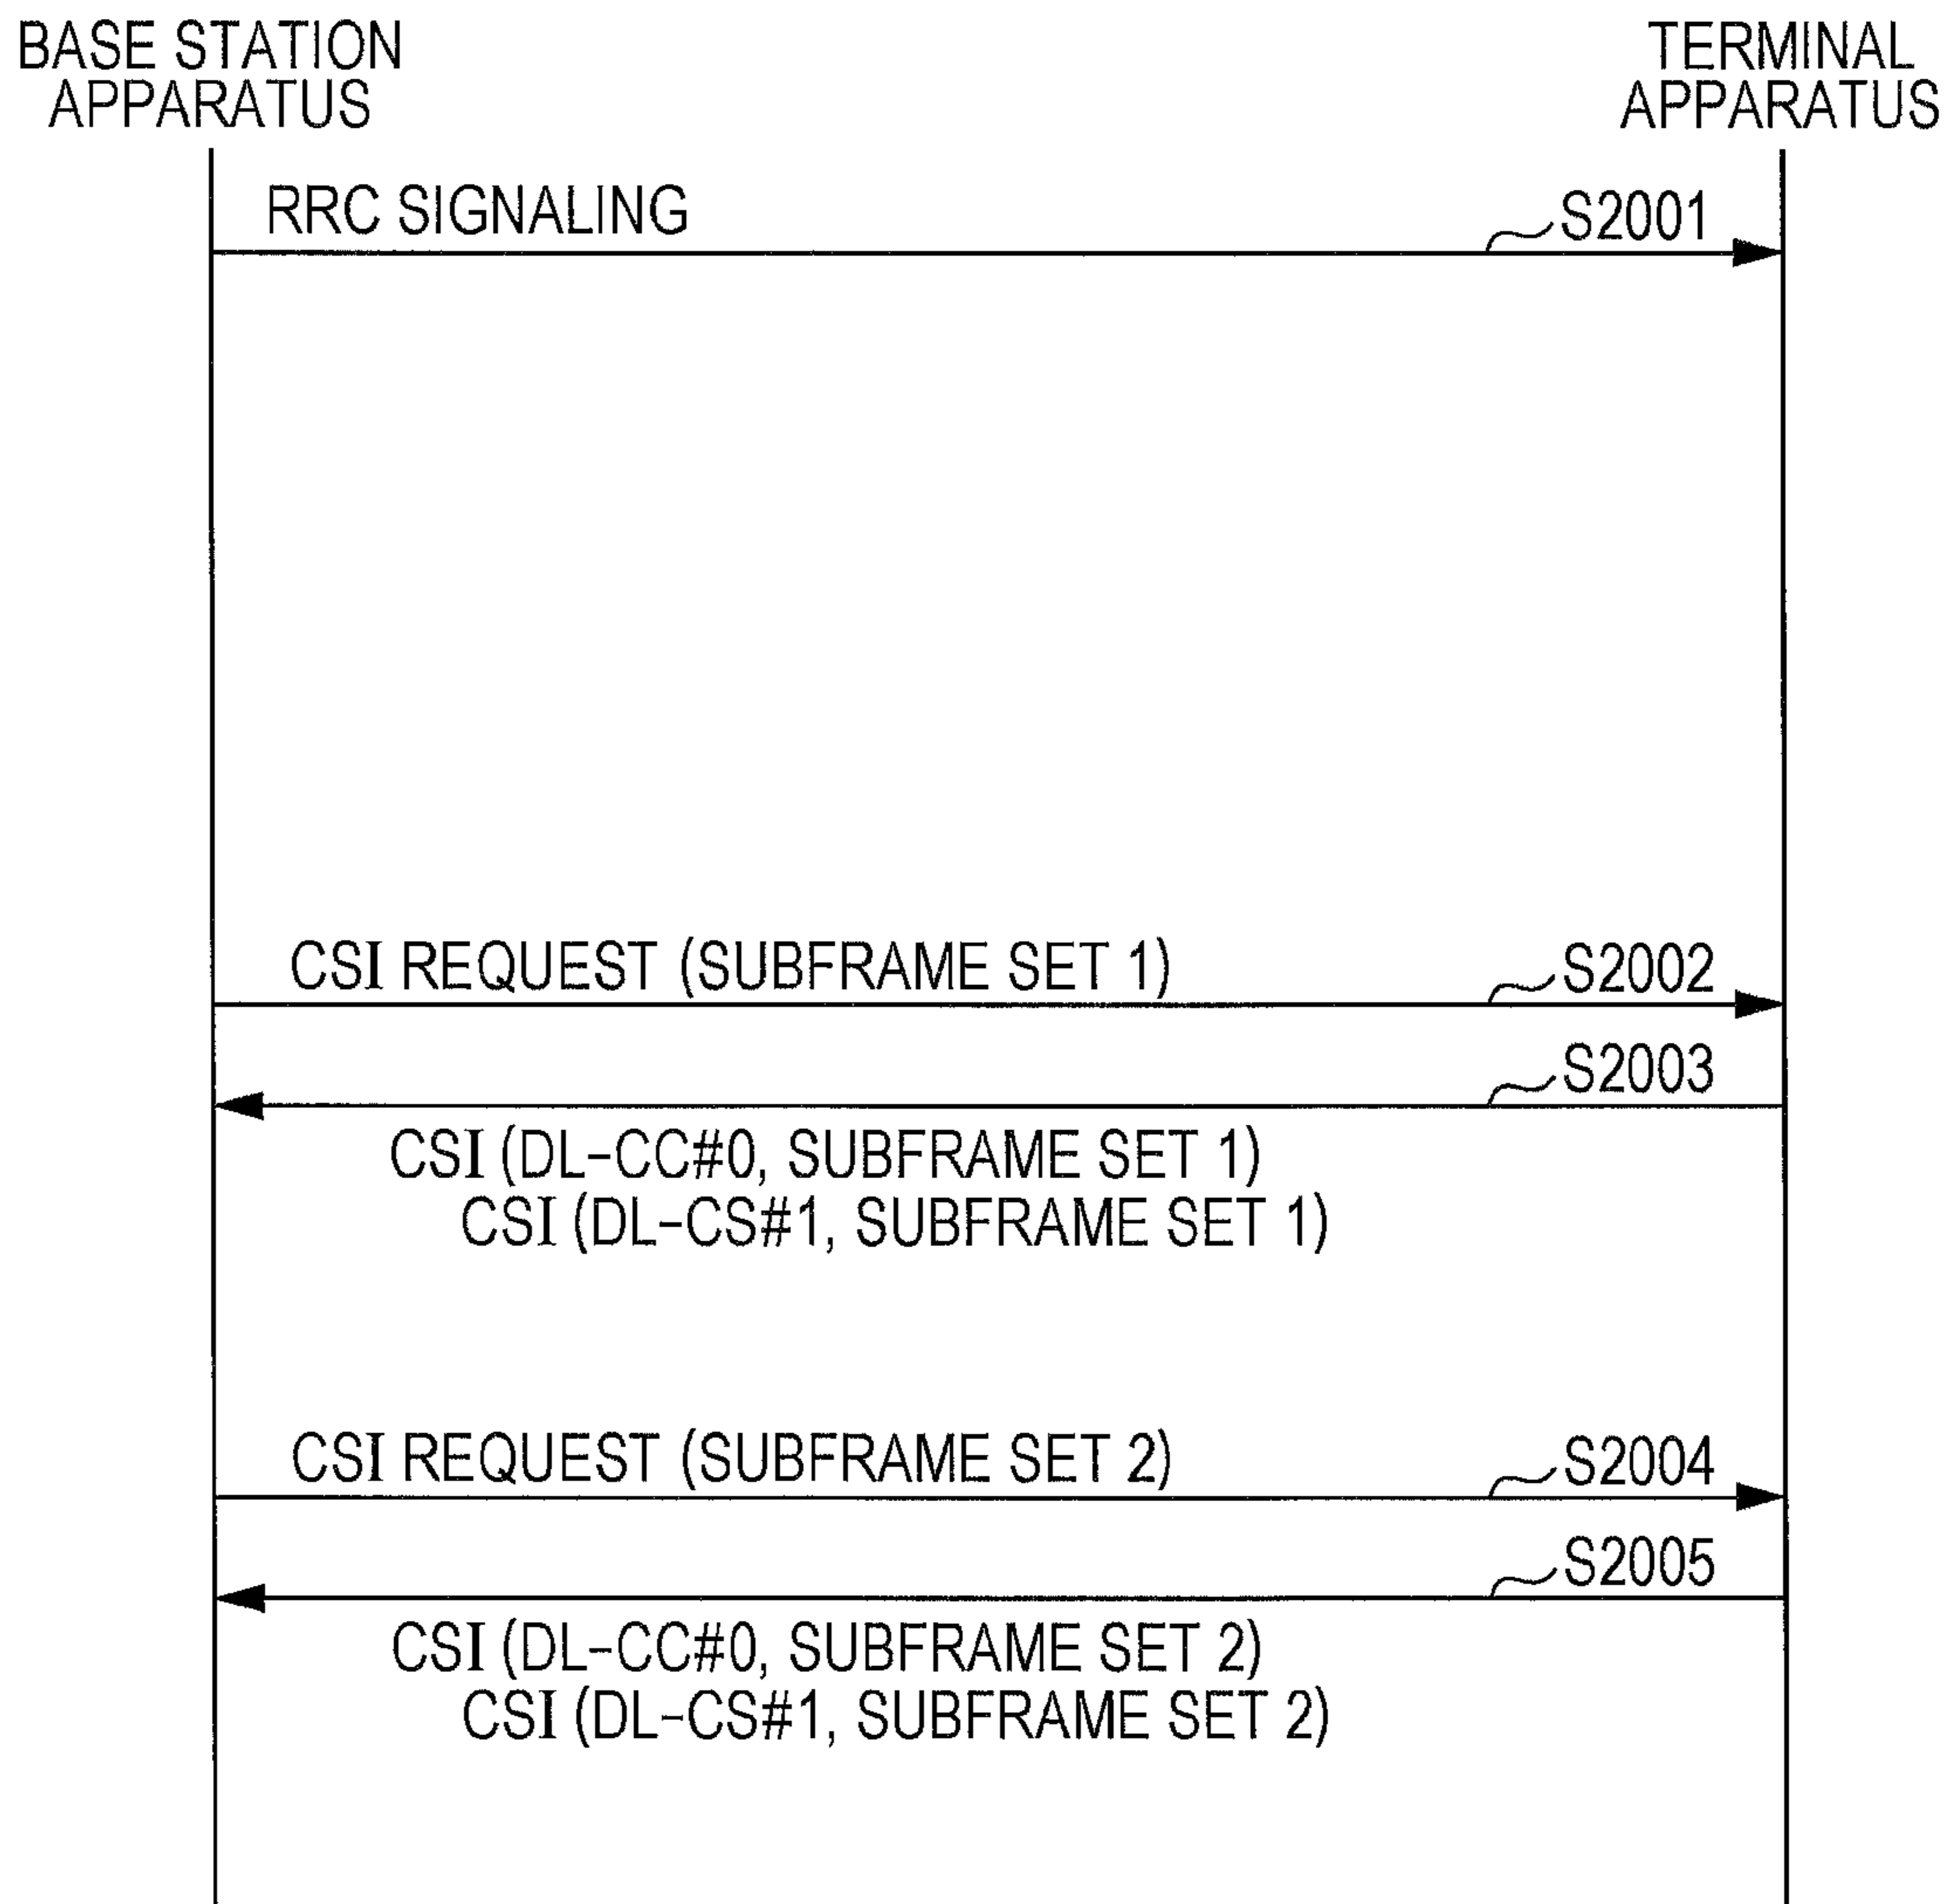 BASE STATION
APPARATUS
TERMINAL
APPARATUS
RRC SIGNALING
S2001
CSI REQUEST (SUBFRAME SET 1)
S2002
S2003
CSI (DL-CC#0, SUBFRAME SET 1)
CSI (DL-CS#1, SUBFRAME SET 1)
CSI REQUEST (SUBFRAME SET 2)
S2004
S2005
CSI (DL-CC#0, SUBFRAME SET 2)
CSI (DL-CS#1, SUBFRAME SET 2)